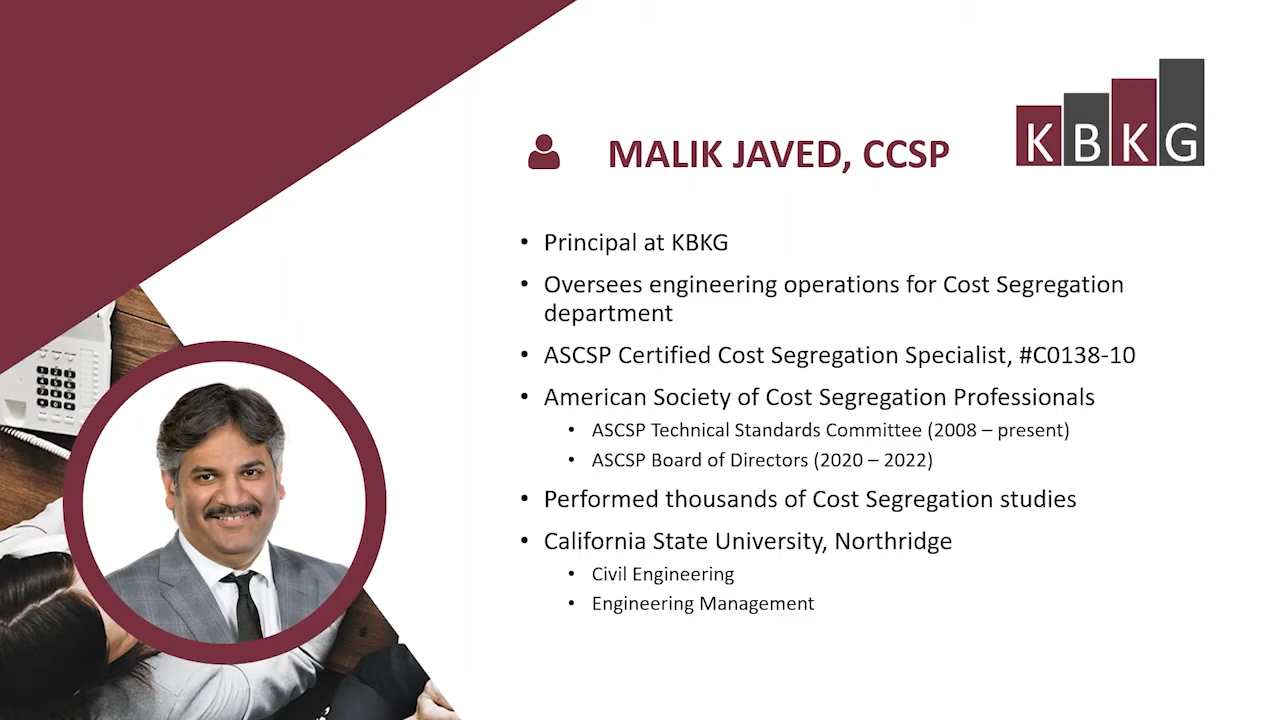 MALIK JAVED, CCSP
KBKG
• Principal at KBKG
• Oversees engineering operations for Cost Segregation
department
• ASCSP Certified Cost Segregation Specialist, #C0138-10
• American Society of Cost Segregation Professionals
• ASCSP Technical Standards Committee (2008 – present)
• ASCSP Board of Directors (2020 – 2022)
• Performed thousands of Cost Segregation studies
• California State University, Northridge
• Civil Engineering
• Engineering Management